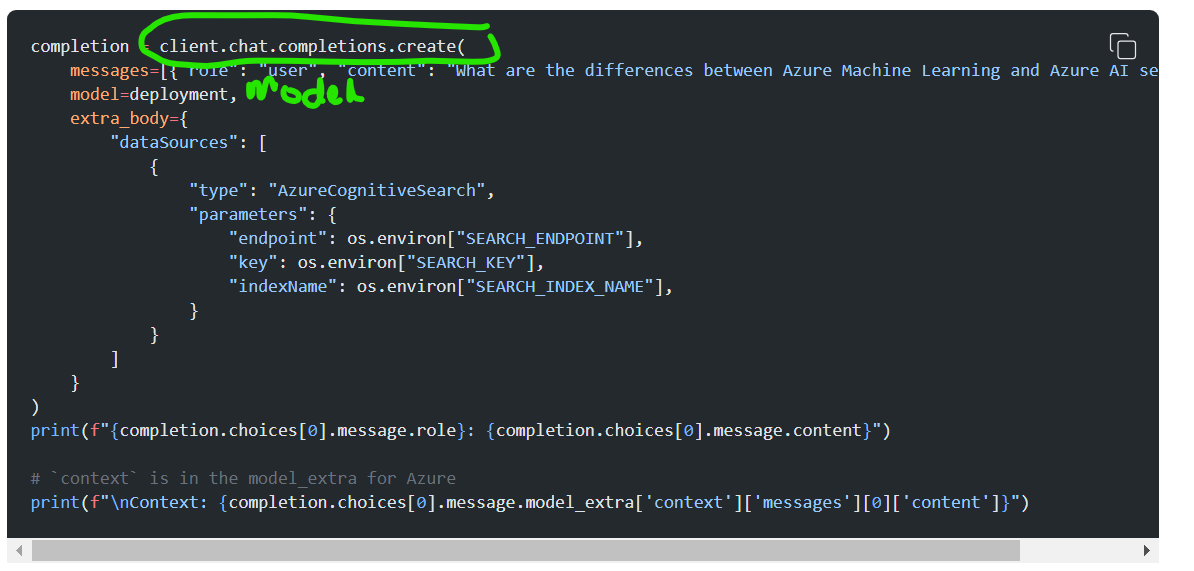 completion = client.chat.completions.create(
messages=[{"role": "user", "content": "What are the differences between Azure Machine Learning and Azure AI se
model=deployment, model
extra_body={
"dataSources": [
{
"type": "AzureCognitiveSearch",
"parameters": {
"endpoint": os.environ["SEARCH_ENDPOINT"],
"key": os.environ["SEARCH_KEY"],
"indexName": os.environ["SEARCH_INDEX_NAME"],
}
}
]
}
)
print(f"{completion.choices[0].message.role}: {completion.choices[0].message.content}")
# `context` is in the model_extra for Azure
print(f"\nContext: {completion.choices[0].message.model_extra['context']['messages'][0]['content']}")